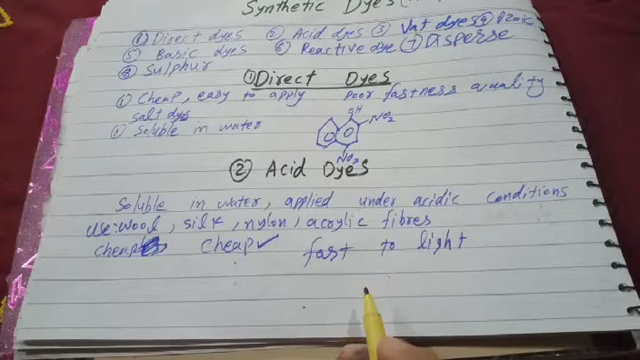 Synthetic Dyes
① Direct dyes ② Acid dyes ③ Vat dyes ④ Azoic
⑤ Basic dyes ⑥ Reactive dye ⑦ Disperse
⑧ Sulphur
① Direct Dyes
① Cheap, easy to apply poor fastness quality
salt dyes
② Soluble in water
OH
NO2
NO2
② Acid Dyes
Soluble in water, applied under acidic conditions
use: wool, silk, nylon, acrylic fibres
cheap ✓ fast to light